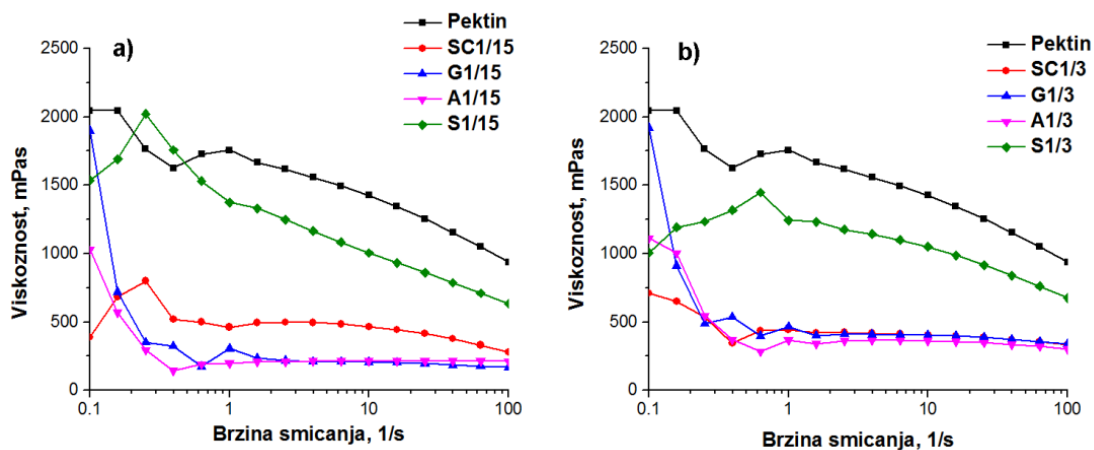 a)
Pektin
SC1/15
G1/15
A1/15
S1/15
2500
2000
1500
1000
500
0
Viskoznost, mPas
0.1
1
10
100
Brzina smicanja, 1/s
b)
Pektin
SC1/3
G1/3
A1/3
S1/3
2500
2000
1500
1000
500
0
Viskoznost, mPas
0.1
1
10
100
Brzina smicanja, 1/s